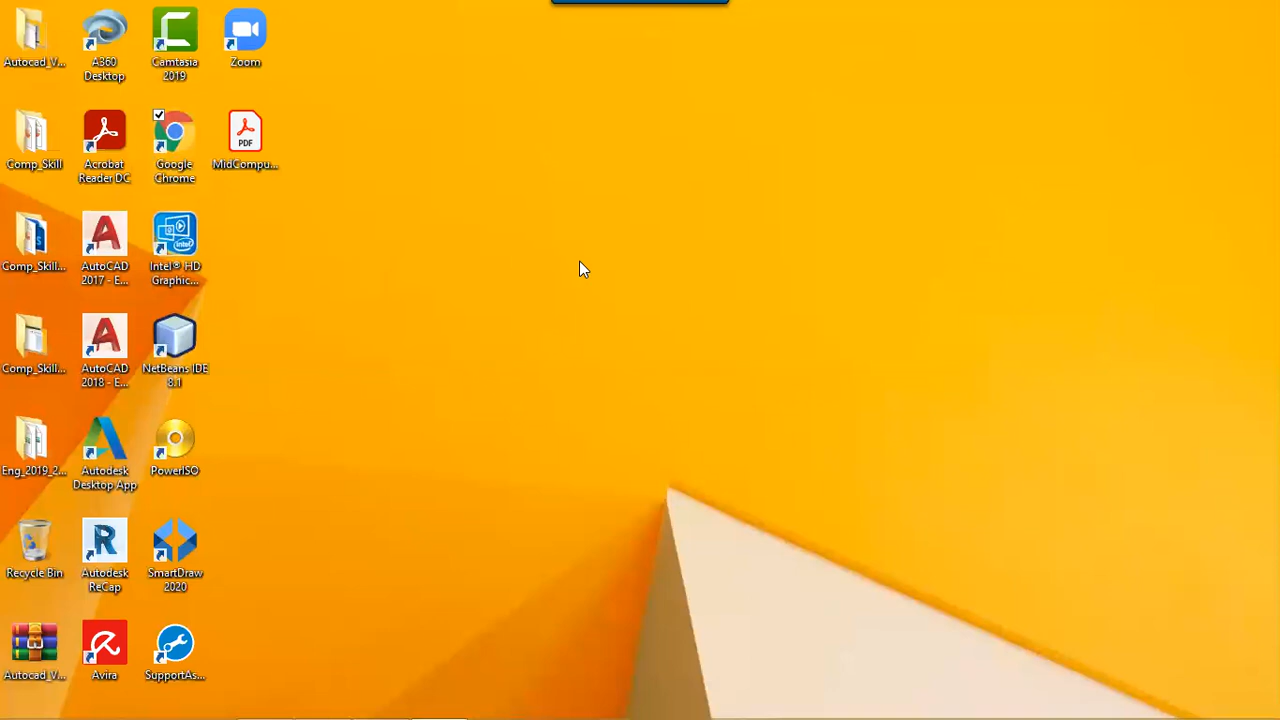 Autocad_V...
A360
Desktop
Camtasia
2019
Zoom
Comp_Skill
Acrobat
Reader DC
Google
Chrome
PDF
MidCompu...
Comp_Skill...
AutoCAD
2017 - E...
intel
Intel® HD
Graphic...
Comp_Skill...
AutoCAD
2018 - E...
NetBeans IDE
8.1
Eng_2019_2...
Autodesk
Desktop App
PowerISO
Recycle Bin
Autodesk
ReCap
SmartDraw
2020
Autocad_V...
Avira
SupportAs...